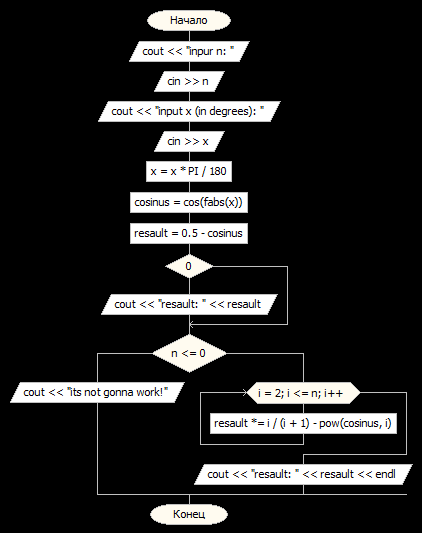 Начало
cout << "inpur n: "
cin >> n
cout << "input x (in degrees): "
cin >> x
x = x * PI / 180
cosinus = cos(fabs(x))
resault = 0.5 - cosinus
0
cout << "resault: " << resault
n <= 0
cout << "its not gonna work!"
i = 2; i <= n; i++
resault *= i / (i + 1) - pow(cosinus, i)
cout << "resault: " << resault << endl
Конец